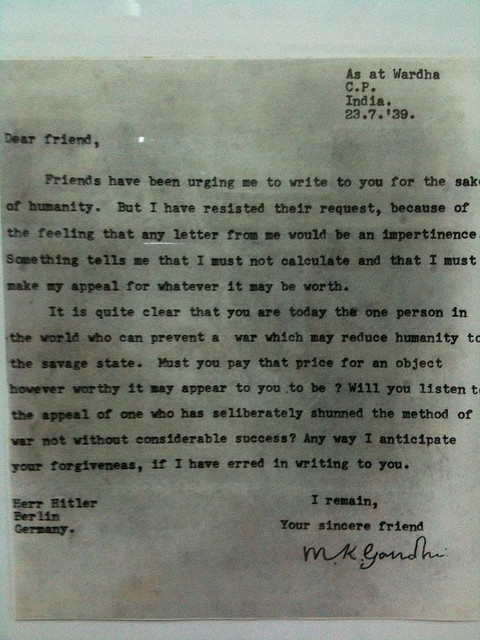 As at Wardha
C.P.
India.
23.7.'39.
Dear friend,
Friends have been urging me to write to you for the sak
of humanity. But I have resisted their request, because of
the feeling that any letter from me would be an impertinence
Something tells me that I must not calculate and that I must
make my appeal for whatever it may be worth.
It is quite clear that you are today the one person in
the world who can prevent a war which may reduce humanity to
the savage state. Must you pay that price for an object
however worthy it may appear to you to be ? Will you listen t
the appeal of one who has seliberately shunned the method of
war not without considerable success? Any way I anticipate
your forgiveneas, if I have erred in writing to you.
I remain,
Your sincere friend
M.K.Gandhi
Herr Hitler
Berlin
Germany.